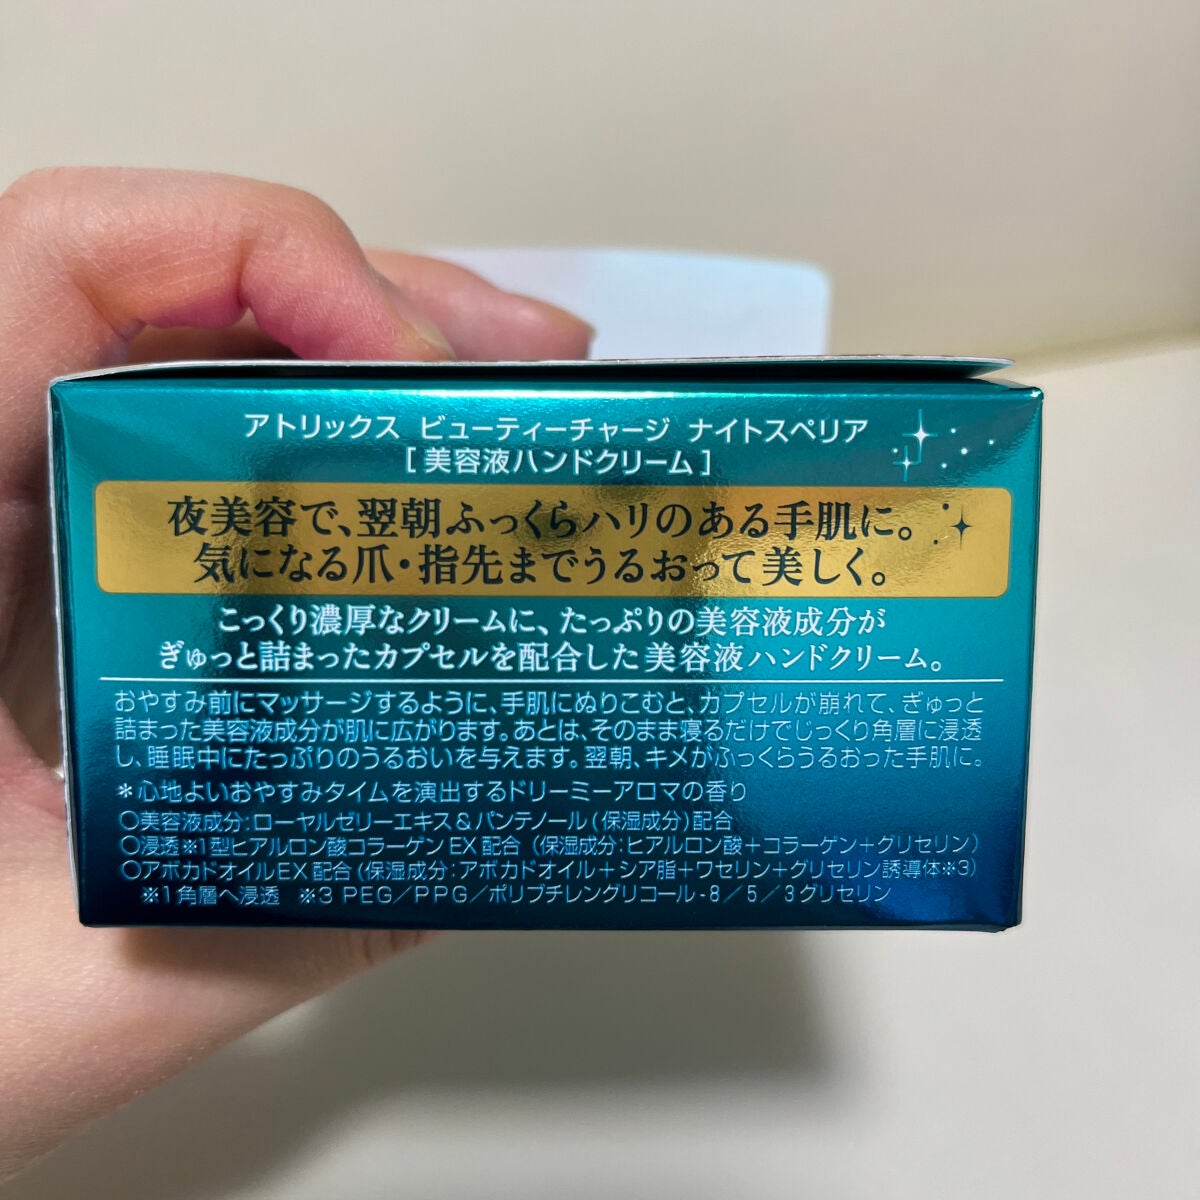 アトリックス ビューティーチャージ ナイトスペリア
[ 美容液ハンドクリーム ]
夜美容で、翌朝ふっくらハリのある手肌に。
気になる爪・指先までうるおって美しく。
こっくり濃厚なクリームに、たっぷりの美容液成分が
ぎゅっと詰まったカプセルを配合した美容液ハンドクリーム。
おやすみ前にマッサージするように、手肌にぬりこむと、カプセルが崩れて、ぎゅっと
詰まった美容液成分が肌に広がります。あとは、そのまま寝るだけでじっくり角層に浸透
し、睡眠中にたっぷりのうるおいを与えます。翌朝、キメがふっくらうるおった手肌に。
＊心地よいおやすみタイムを演出するドリーミーアロマの香り
○美容液成分：ローヤルゼリーエキス＆パンテノール（保湿成分）配合
○浸透※1型ヒアルロン酸コラーゲンEX配合（保湿成分：ヒアルロン酸＋コラーゲン＋グリセリン）
○アボカドオイルEX配合（保湿成分：アボカドオイル＋シア脂＋ワセリン＋グリセリン誘導体※3）
※1 角層へ浸透 ※3 PEG／PPG／ポリブチレングリコール-8／5／3グリセリン